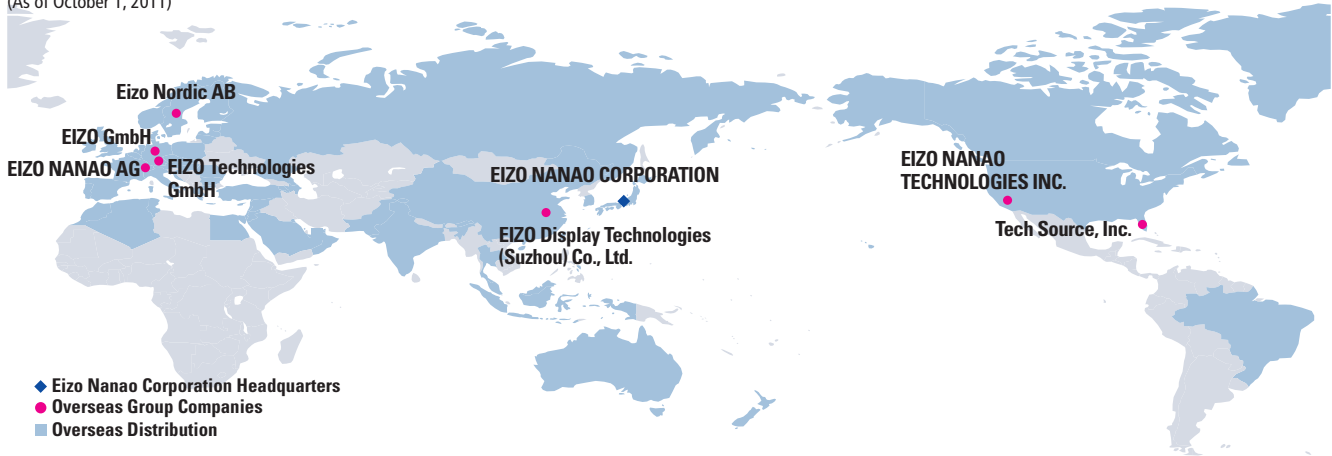 (As of October 1, 2011)
Eizo Nordic AB
EIZO GmbH
EIZO NANAO AG
EIZO Technologies
GmbH
EIZO NANAO CORPORATION
EIZO Display Technologies
(Suzhou) Co., Ltd.
EIZO NANAO
TECHNOLOGIES INC.
Tech Source, Inc.
Eizo Nanao Corporation Headquarters
Overseas Group Companies
Overseas Distribution